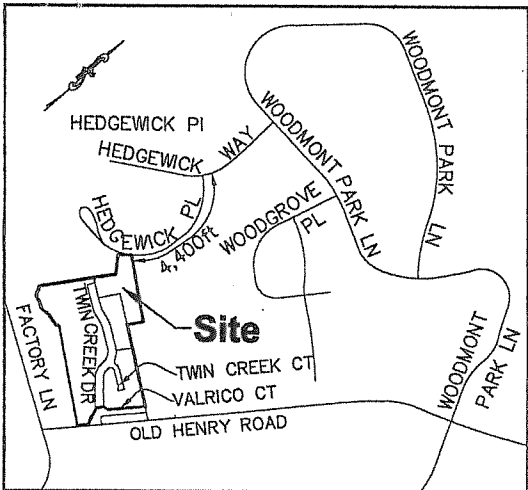 HEDGEWICK Pl
HEDGEWICK
WAY
HEDGEWICK PL
4,400ft
WOODMONT PARK LN
WOODMONT PARK LN
WOODGROVE PL
Site
TWIN CREEK DR
FACTORY LN
TWIN CREEK CT
VALRICO CT
OLD HENRY ROAD
WOODMONT PARK LN